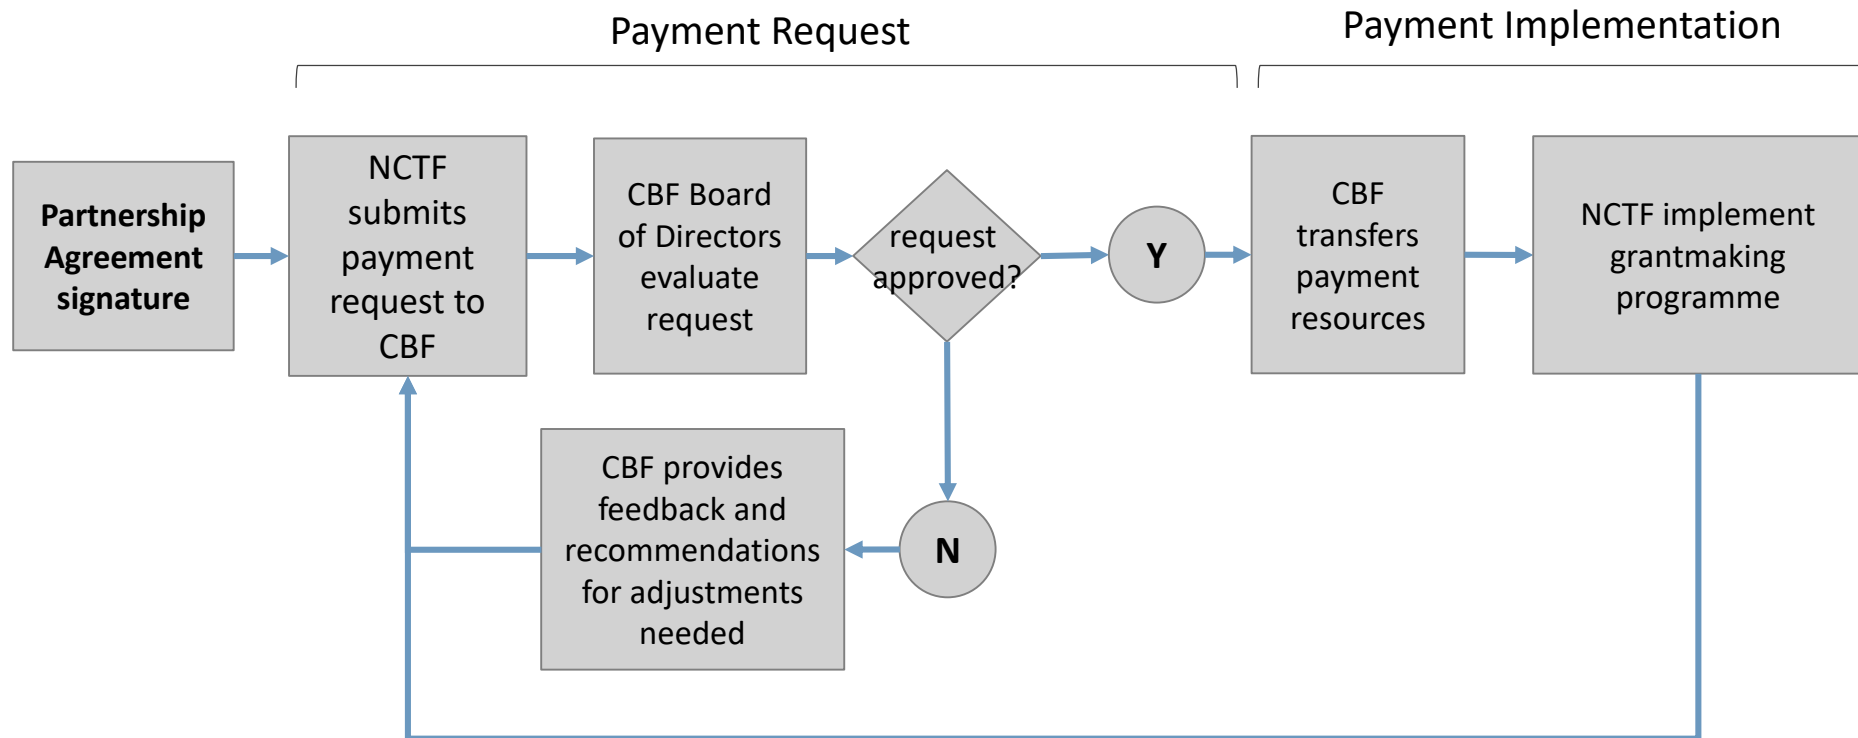 Payment Request
Payment Implementation
Partnership
Agreement
signature
NCTF
submits
payment
request to
CBF
CBF Board
of Directors
evaluate
request
request
approved?
Y
CBF
transfers
payment
resources
NCTF implement
grantmaking
programme
CBF provides
feedback and
recommendations
for adjustments
needed
N